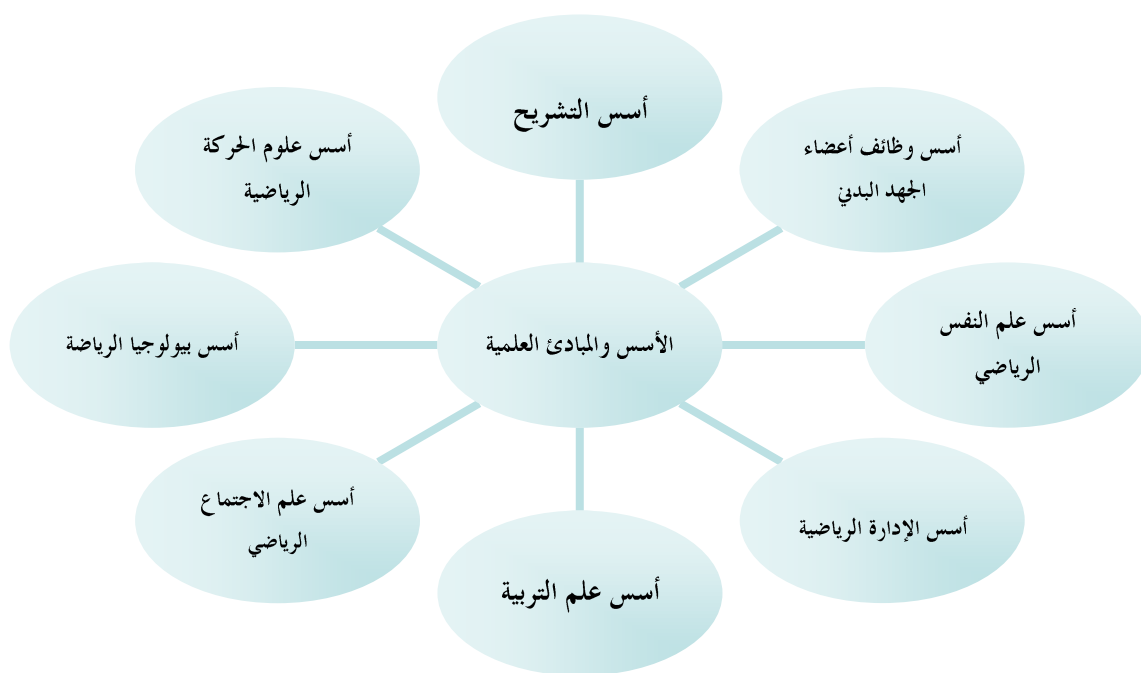 أسس التشريح
أسس وظائف أعضاء
الجهد البدني
أسس علوم الحركة
الرياضية
أسس علم النفس
الرياضي
الأسس والمبادئ العلمية
أسس بيولوجيا الرياضة
أسس الإدارة الرياضية
أسس علم الاجتماع
الرياضي
أسس علم التربية